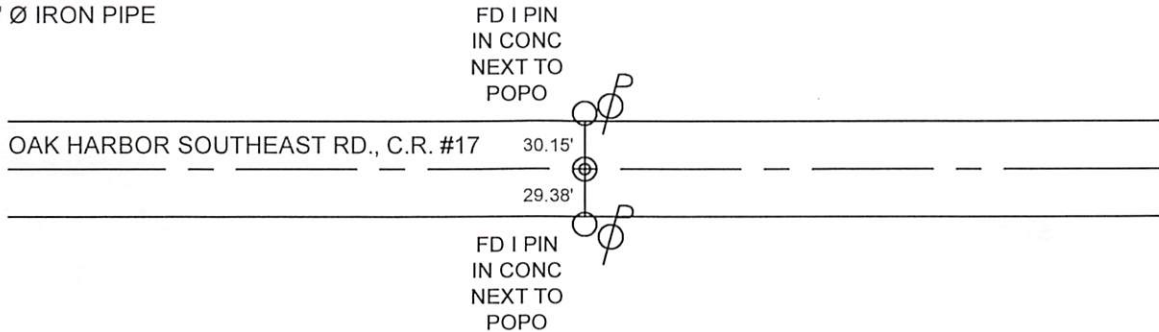 " Ø IRON PIPE
FD I PIN
IN CONC
NEXT TO
POPO
OAK HARBOR SOUTHEAST RD., C.R. #17
30.15'
29.38'
FD I PIN
IN CONC
NEXT TO
POPO